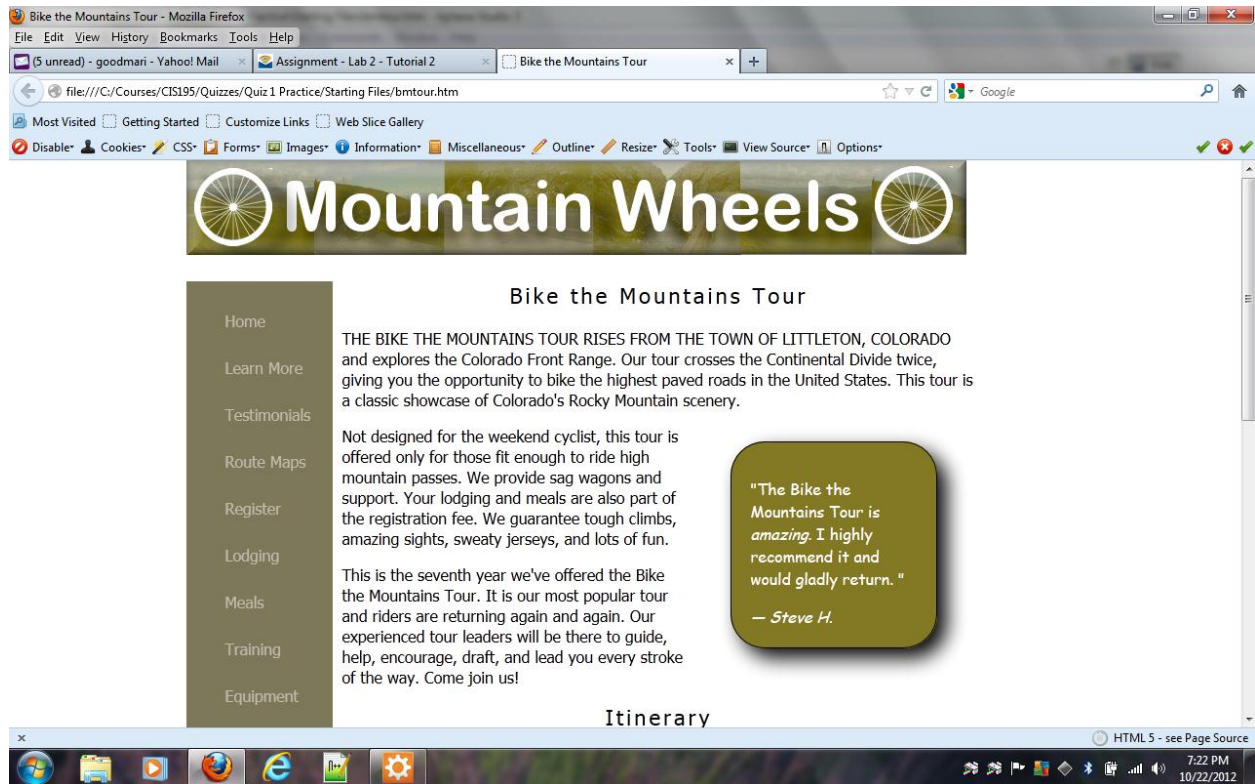 Bike the Mountains Tour - Mozilla Firefox
File Edit View History Bookmarks Tools Help
(5 unread) - goodmari - Yahoo! Mail × Assignment - Lab 2 - Tutorial 2 × Bike the Mountains Tour × +
file:///C:/Courses/CIS195/Quizzes/Quiz 1 Practice/Starting Files/bmtour.htm Google
Most Visited Getting Started Customize Links Web Slice Gallery
Disable Cookies CSS Forms Images Information Miscellaneous Outline Resize Tools View Source Options
Mountain Wheels
Home
Learn More
Testimonials
Route Maps
Register
Lodging
Meals
Training
Equipment
Bike the Mountains Tour
THE BIKE THE MOUNTAINS TOUR RISES FROM THE TOWN OF LITTLETON, COLORADO
and explores the Colorado Front Range. Our tour crosses the Continental Divide twice,
giving you the opportunity to bike the highest paved roads in the United States. This tour is
a classic showcase of Colorado's Rocky Mountain scenery.
Not designed for the weekend cyclist, this tour is
offered only for those fit enough to ride high
mountain passes. We provide sag wagons and
support. Your lodging and meals are also part of
the registration fee. We guarantee tough climbs,
amazing sights, sweaty jerseys, and lots of fun.
This is the seventh year we've offered the Bike
the Mountains Tour. It is our most popular tour
and riders are returning again and again. Our
experienced tour leaders will be there to guide,
help, encourage, draft, and lead you every stroke
of the way. Come join us!
"The Bike the
Mountains Tour is
amazing. I highly
recommend it and
would gladly return. "
— Steve H.
Itinerary
× HTML 5 - see Page Source
7:22 PM
10/22/2012